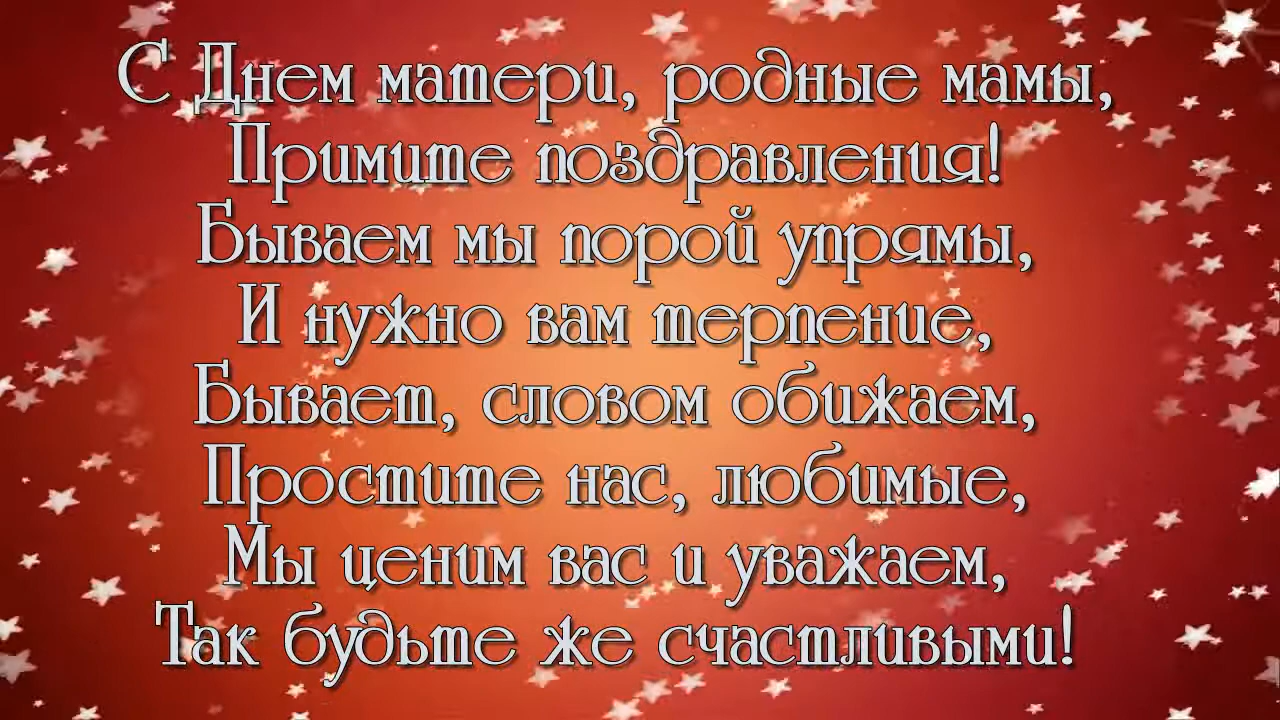 С Днем матери, родные мамы,
Примите поздравления!
Бываем мы порой упрямы,
И нужно вам терпение,
Бывает, словом обижаем,
Простите нас, любимые,
Мы ценим вас и уважаем,
Так будьте же счастливыми!